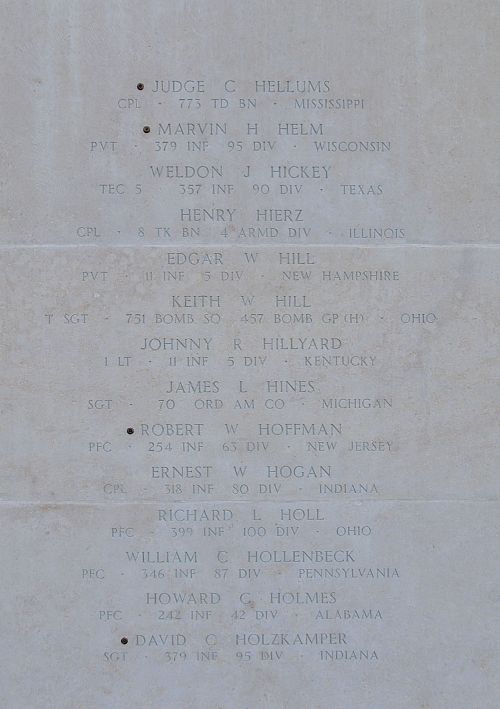 JUDGE C HELLUMS
CPL · 773 TD BN · MISSISSIPPI
MARVIN H HELM
PVT · 379 INF 95 DIV · WISCONSIN
WELDON J HICKEY
TEC 5 · 357 INF 90 DIV · TEXAS
HENRY HIERZ
CPL · 8 TK BN 4 ARMD DIV · ILLINOIS
EDGAR W HILL
PVT · 11 INF 5 DIV · NEW HAMPSHIRE
KEITH W HILL
T SGT · 751 BOMB SQ 457 BOMB GP (H) · OHIO
JOHNNY R HILLYARD
1 LT · 11 INF 5 DIV · KENTUCKY
JAMES L HINES
SGT · 70 ORD AM CO · MICHIGAN
ROBERT W HOFFMAN
PFC · 254 INF 63 DIV · NEW JERSEY
ERNEST W HOGAN
CPL · 318 INF 80 DIV · INDIANA
RICHARD L HOLL
PFC · 399 INF 100 DIV · OHIO
WILLIAM C HOLLENBECK
PFC · 346 INF 87 DIV · PENNSYLVANIA
HOWARD G HOLMES
PFC · 242 INF 42 DIV · ALABAMA
DAVID C HOLZKAMPER
SGT · 379 INF 95 DIV · INDIANA